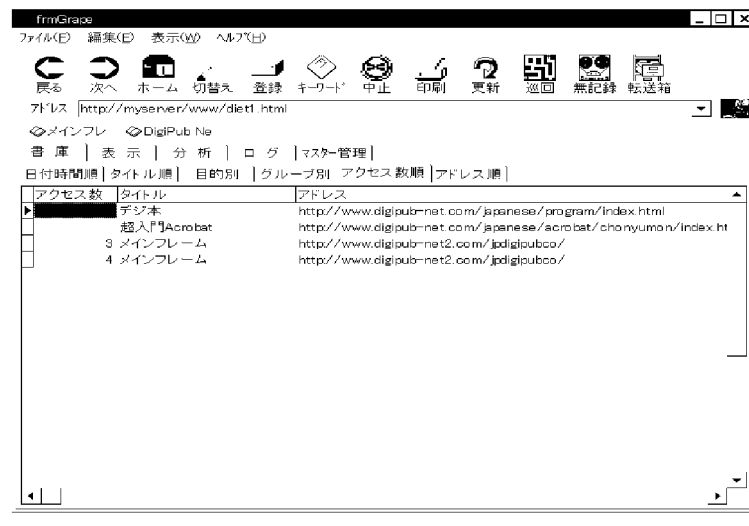 frmGrape
ファイル(F) 編集(E) 表示(W) ヘルプ(H)
戻る 次へ ホーム 切替え 登録 キーワード 中止 印刷 更新 巡回 無記録 転送箱
アドレス http://myserver/www/diet1.html
メインフレ DigiPub Ne
書 庫 表 示 分 析 ロ グ マスター管理
日付時間順 タイトル順 目的別 グループ別 アクセス数順 アドレス順
アクセス数 タイトル アドレス
デジ本 http://www.digipub-net.com/japanese/program/index.html
超入門Acrobat http://www.digipub-net.com/japanese/acrobat/chonyumon/index.ht
3 メインフレーム http://www.digipub-net2.com/jpdigipubco/
4 メインフレーム http://www.digipub-net2.com/jpdigipubco/